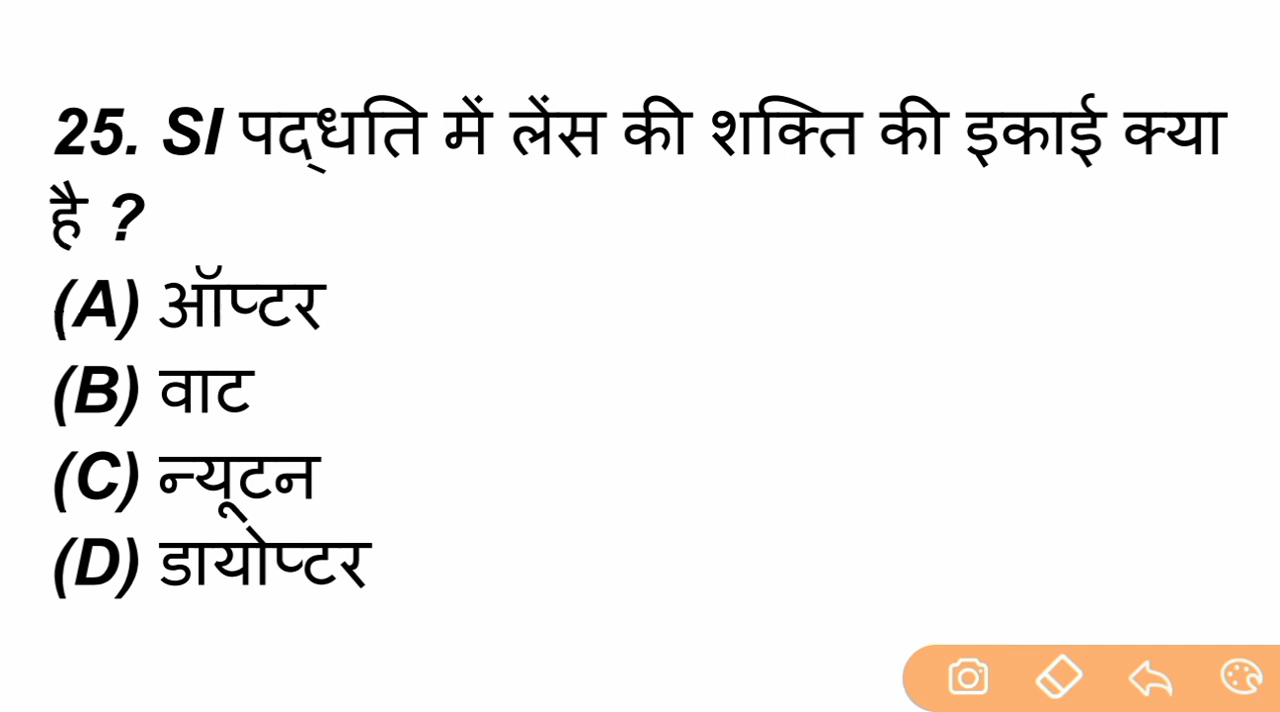 25. SI पद्धति में लेंस की शक्ति की इकाई क्या
है ?
(A) ऑप्टर
(B) वाट
(C) न्यूटन
(D) डायोप्टर